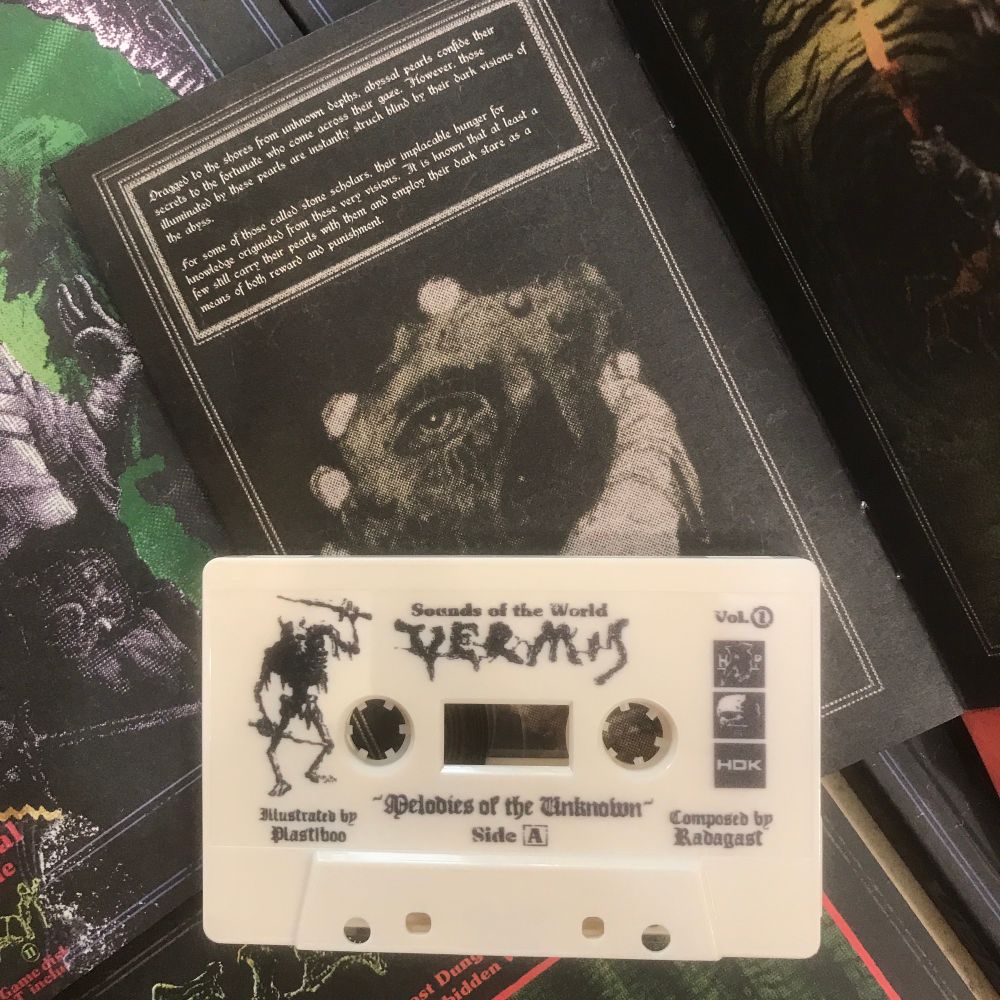 Dragged to the shores from unknown depths, abyssal pearls confide their
secrets to the fortunate who come across their gaze. However, those
illuminated by these pearls are instantly struck blind by their dark visions of
the abyss.
For some of those called stone scholars, their implacable hunger for
knowledge originated from these very visions. It is known that at least a
few still carry their pearls with them and employ their dark stare as a
means of both reward and punishment.
Sounds of the World
VERMIS
Vol. 1
H P
HDK
~Melodies of the Unknown~
Side A
Illustrated by
Plastiboo
Composed by
Radagast
Game disk